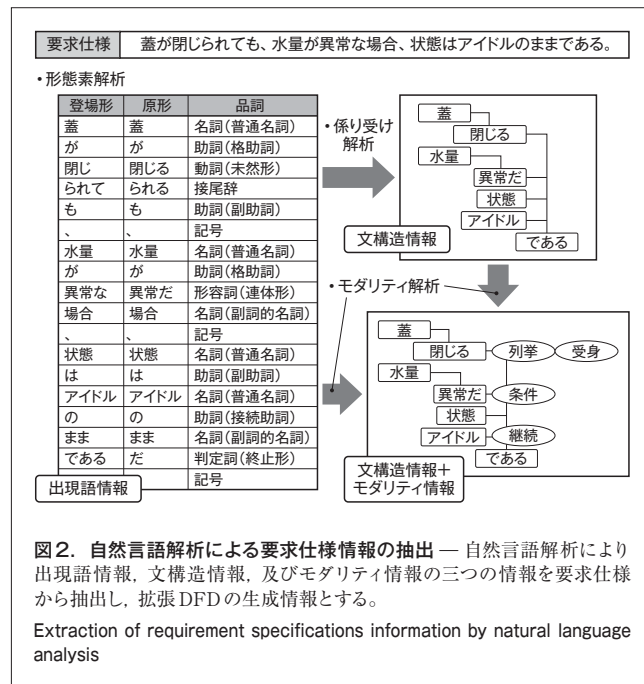 要求仕様 蓋が閉じられても、水量が異常な場合、状態はアイドルのままである。
・形態素解析
登場形 原形 品詞
蓋 蓋 名詞(普通名詞)
が が 助詞(格助詞)
閉じ 閉じる 動詞(未然形)
られて られる 接尾辞
も も 助詞(副助詞)
、 、 記号
水量 水量 名詞(普通名詞)
が が 助詞(格助詞)
異常な 異常だ 形容詞(連体形)
場合 場合 名詞(副詞的名詞)
、 、 記号
状態 状態 名詞(普通名詞)
は は 助詞(副助詞)
アイドル アイドル 名詞(普通名詞)
の の 助詞(接続助詞)
まま まま 名詞(副詞的名詞)
である だ 判定詞(終止形)
記号
出現語情報
・係り受け
解析
蓋
閉じる
水量
異常だ
状態
アイドル
である
文構造情報
・モダリティ解析
蓋
閉じる 列挙 受身
水量
異常だ 条件
状態
アイドル 継続
である
文構造情報+
モダリティ情報
図2. 自然言語解析による要求仕様情報の抽出 — 自然言語解析により
出現語情報, 文構造情報, 及びモダリティ情報の三つの情報を要求仕様
から抽出し, 拡張DFDの生成情報とする。
Extraction of requirement specifications information by natural language
analysis